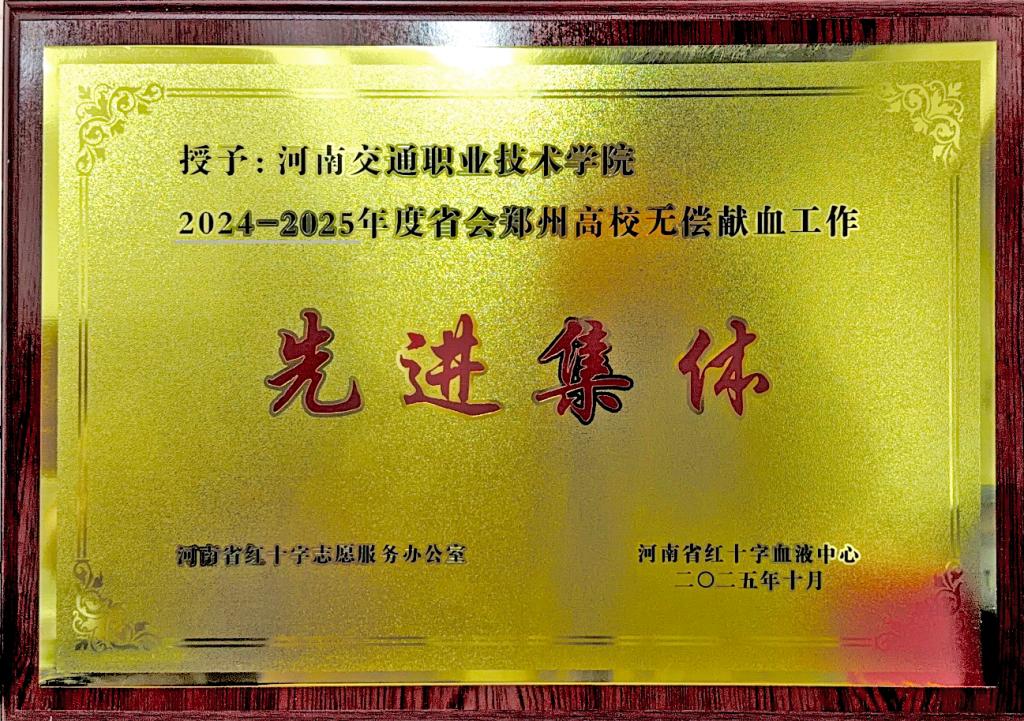 授予：河南交通职业技术学院
2024-2025年度省会郑州高校无偿献血工作
先进集体
河南省红十字志愿服务办公室
河南省红十字血液中心
二〇二五年十月